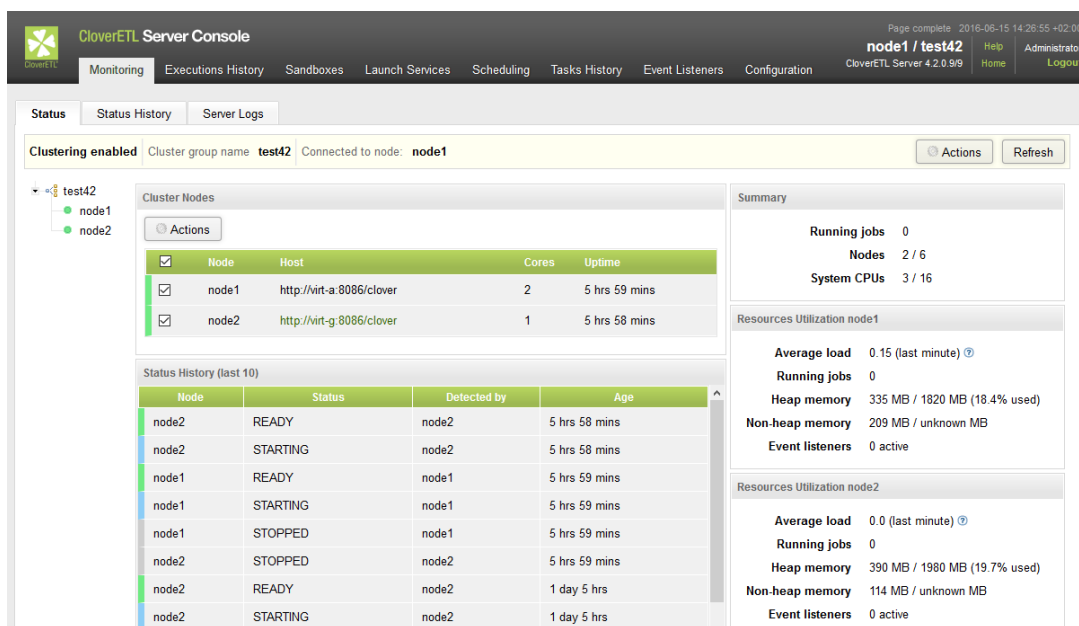 Page complete 2016-06-15 14:26:55 +02:00
CloverETL Server Console
node1 / test42 Help Administrator
CloverETL
CloverETL Server 4.2.0.9/9 Home Logout
Monitoring Executions History Sandboxes Launch Services Scheduling Tasks History Event Listeners Configuration
Status Status History Server Logs
Clustering enabled Cluster group name test42 Connected to node: node1 Actions Refresh
test42
node1
node2
Cluster Nodes
Actions
Node Host Cores Uptime
node1 http://virt-a:8086/clover 2 5 hrs 59 mins
node2 http://virt-g:8086/clover 1 5 hrs 58 mins
Status History (last 10)
Node Status Detected by Age
node2 READY node2 5 hrs 58 mins
node2 STARTING node2 5 hrs 58 mins
node1 READY node1 5 hrs 59 mins
node1 STARTING node1 5 hrs 59 mins
node1 STOPPED node1 5 hrs 59 mins
node2 STOPPED node2 5 hrs 59 mins
node2 READY node2 1 day 5 hrs
node2 STARTING node2 1 day 5 hrs
Summary
Running jobs 0
Nodes 2 / 6
System CPUs 3 / 16
Resources Utilization node1
Average load 0.15 (last minute) ?
Running jobs 0
Heap memory 335 MB / 1820 MB (18.4% used)
Non-heap memory 209 MB / unknown MB
Event listeners 0 active
Resources Utilization node2
Average load 0.0 (last minute) ?
Running jobs 0
Heap memory 390 MB / 1980 MB (19.7% used)
Non-heap memory 114 MB / unknown MB
Event listeners 0 active